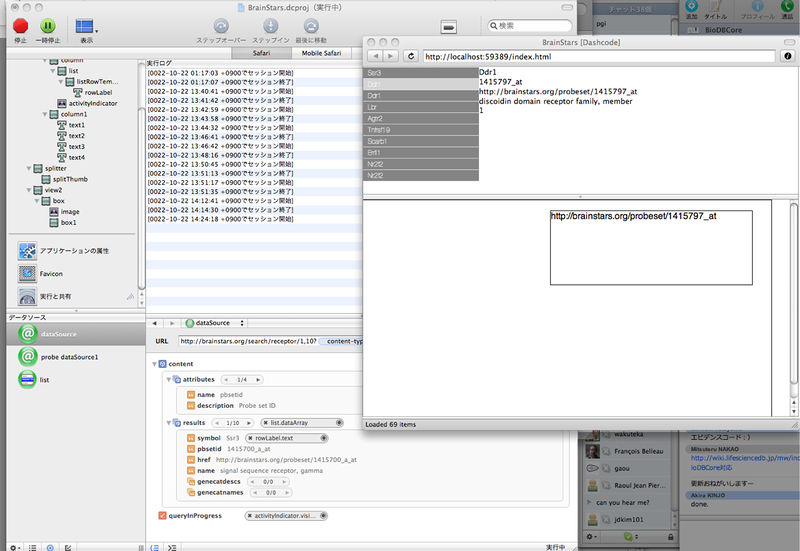 BrainStars.dcproj（実行中）
停止
一時停止
表示
ステップオーバー
ステップイン
最後に移動
検索
Safari
Mobile Safari
column
list
listRowTem...
rowLabel
activityIndicator
column1
text1
text2
text3
text4
splitter
splitThumb
view2
box
image
box1
アプリケーションの属性
Favicon
実行と共有
データソース
dataSource
probe dataSource1
list
実行ログ
[0022-10-22 01:17:03 +0900でセッション開始]
[0022-10-22 01:17:07 +0900でセッション終了]
[0022-10-22 13:40:41 +0900でセッション開始]
[0022-10-22 13:41:41 +0900でセッション終了]
[0022-10-22 13:42:59 +0900でセッション開始]
[0022-10-22 13:43:58 +0900でセッション終了]
[0022-10-22 13:44:32 +0900でセッション開始]
[0022-10-22 13:46:41 +0900でセッション終了]
[0022-10-22 13:46:42 +0900でセッション開始]
[0022-10-22 13:48:16 +0900でセッション終了]
[0022-10-22 13:50:45 +0900でセッション開始]
[0022-10-22 13:51:13 +0900でセッション終了]
[0022-10-22 13:51:17 +0900でセッション開始]
[0022-10-22 13:51:35 +0900でセッション終了]
[0022-10-22 14:12:41 +0900でセッション開始]
[0022-10-22 14:14:30 +0900でセッション終了]
[0022-10-22 14:24:18 +0900でセッション開始]
dataSource
URL
http://brainstars.org/search/receptor/1,10?
content-typ
content
attributes
1/4
name pbsetid
description Probe set ID
results
1/10
list.dataArray
symbol Ssr3
rowLabel.text
pbsetid 1415700_a_at
href http://brainstars.org/probeset/1415700_a_at
name signal sequence receptor, gamma
genecatdescs
0/0
genecatnames
0/0
queryInProgress
activityIndicator.visi...
実行中
BrainStars [Dashcode]
http://localhost:59389/index.html
Ssr3
Ddr1
Ddr1
Lbr
Agtr2
Tnfrsf19
Scarb1
Errfi1
Nr2f2
Nr2f2
Ddr1
1415797_at
http://brainstars.org/probeset/1415797_at
discoidin domain receptor family, member
1
http://brainstars.org/probeset/1415797_at
Loaded 69 items
チャット38個
pgi
追加
タイトル
プロフィール
通話
BioDBCore
wakuteka
François Belleau
gaou
Raoul Jean Pier...
can you hear me?
jdkim101
エビデンスコード：)
Mitsuteru NAKAO
http://wiki.lifesciencedb.jp/mw/inc
ioDBCore対応
更新おねがいしますー
Akira KINJO
done.